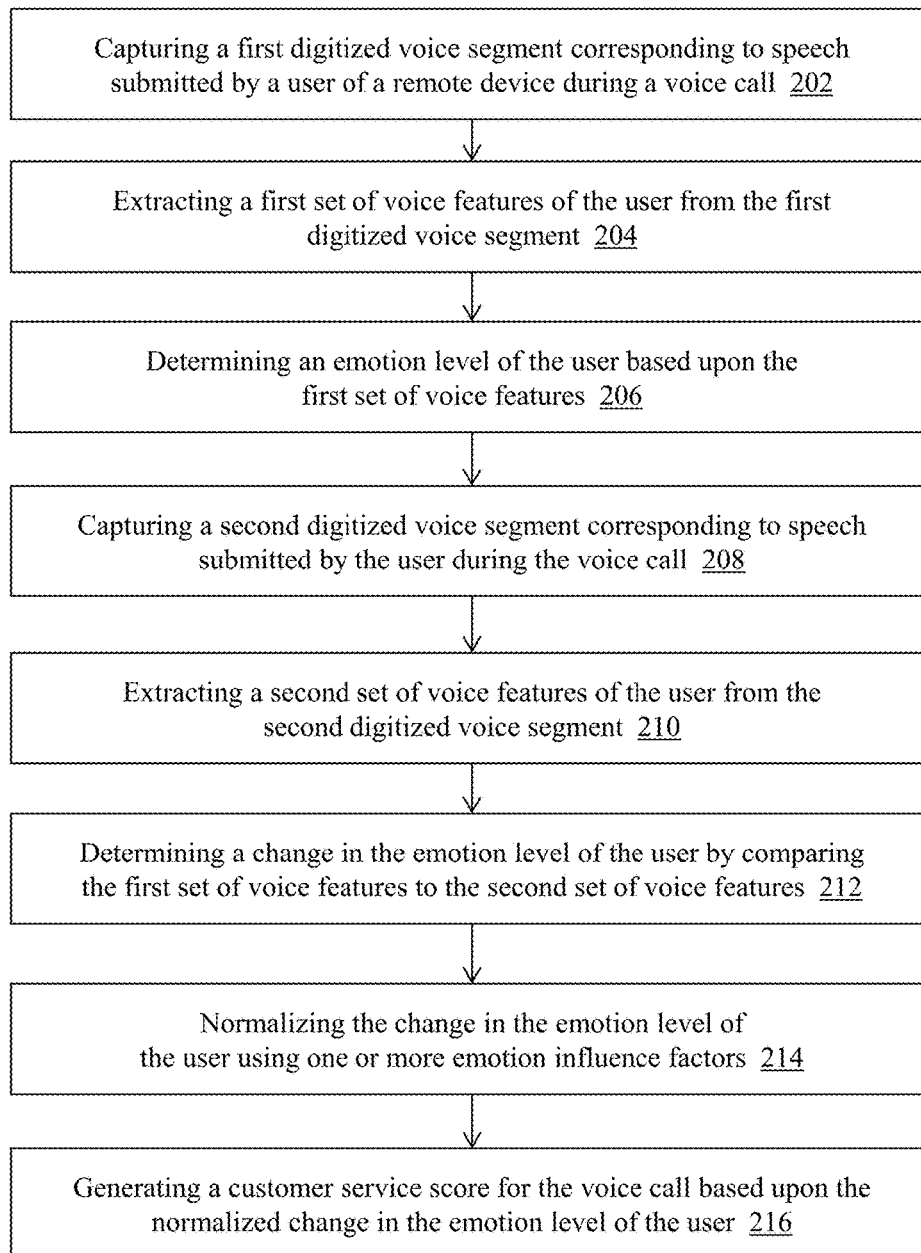 Capturing a first digitized voice segment corresponding to speech
submitted by a user of a remote device during a voice call 202
Extracting a first set of voice features of the user from the first
digitized voice segment 204
Determining an emotion level of the user based upon the
first set of voice features 206
Capturing a second digitized voice segment corresponding to speech
submitted by the user during the voice call 208
Extracting a second set of voice features of the user from the
second digitized voice segment 210
Determining a change in the emotion level of the user by comparing
the first set of voice features to the second set of voice features 212
Normalizing the change in the emotion level of
the user using one or more emotion influence factors 214
Generating a customer service score for the voice call based upon the
normalized change in the emotion level of the user 216